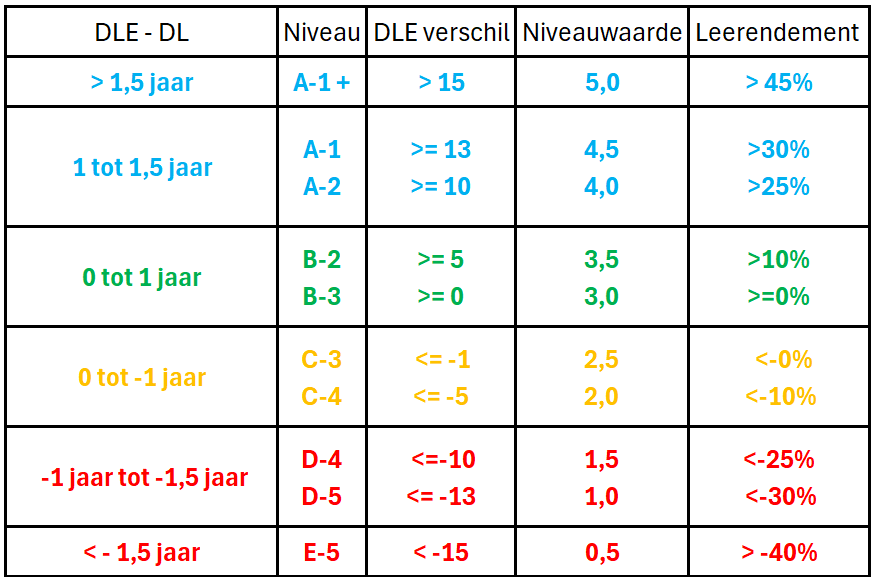 DLE - DL Niveau DLE verschil Niveauwaarde Leerendement
> 1,5 jaar A-1 + > 15 5,0 > 45%
1 tot 1,5 jaar
A-1 >= 13 4,5 >30%
A-2 >= 10 4,0 >25%
0 tot 1 jaar
B-2 >= 5 3,5 >10%
B-3 >= 0 3,0 >=0%
0 tot -1 jaar
C-3 <= -1 2,5 <-0%
C-4 <= -5 2,0 <-10%
-1 jaar tot -1,5 jaar
D-4 <=-10 1,5 <-25%
D-5 <= -13 1,0 <-30%
< - 1,5 jaar E-5 < -15 0,5 > -40%